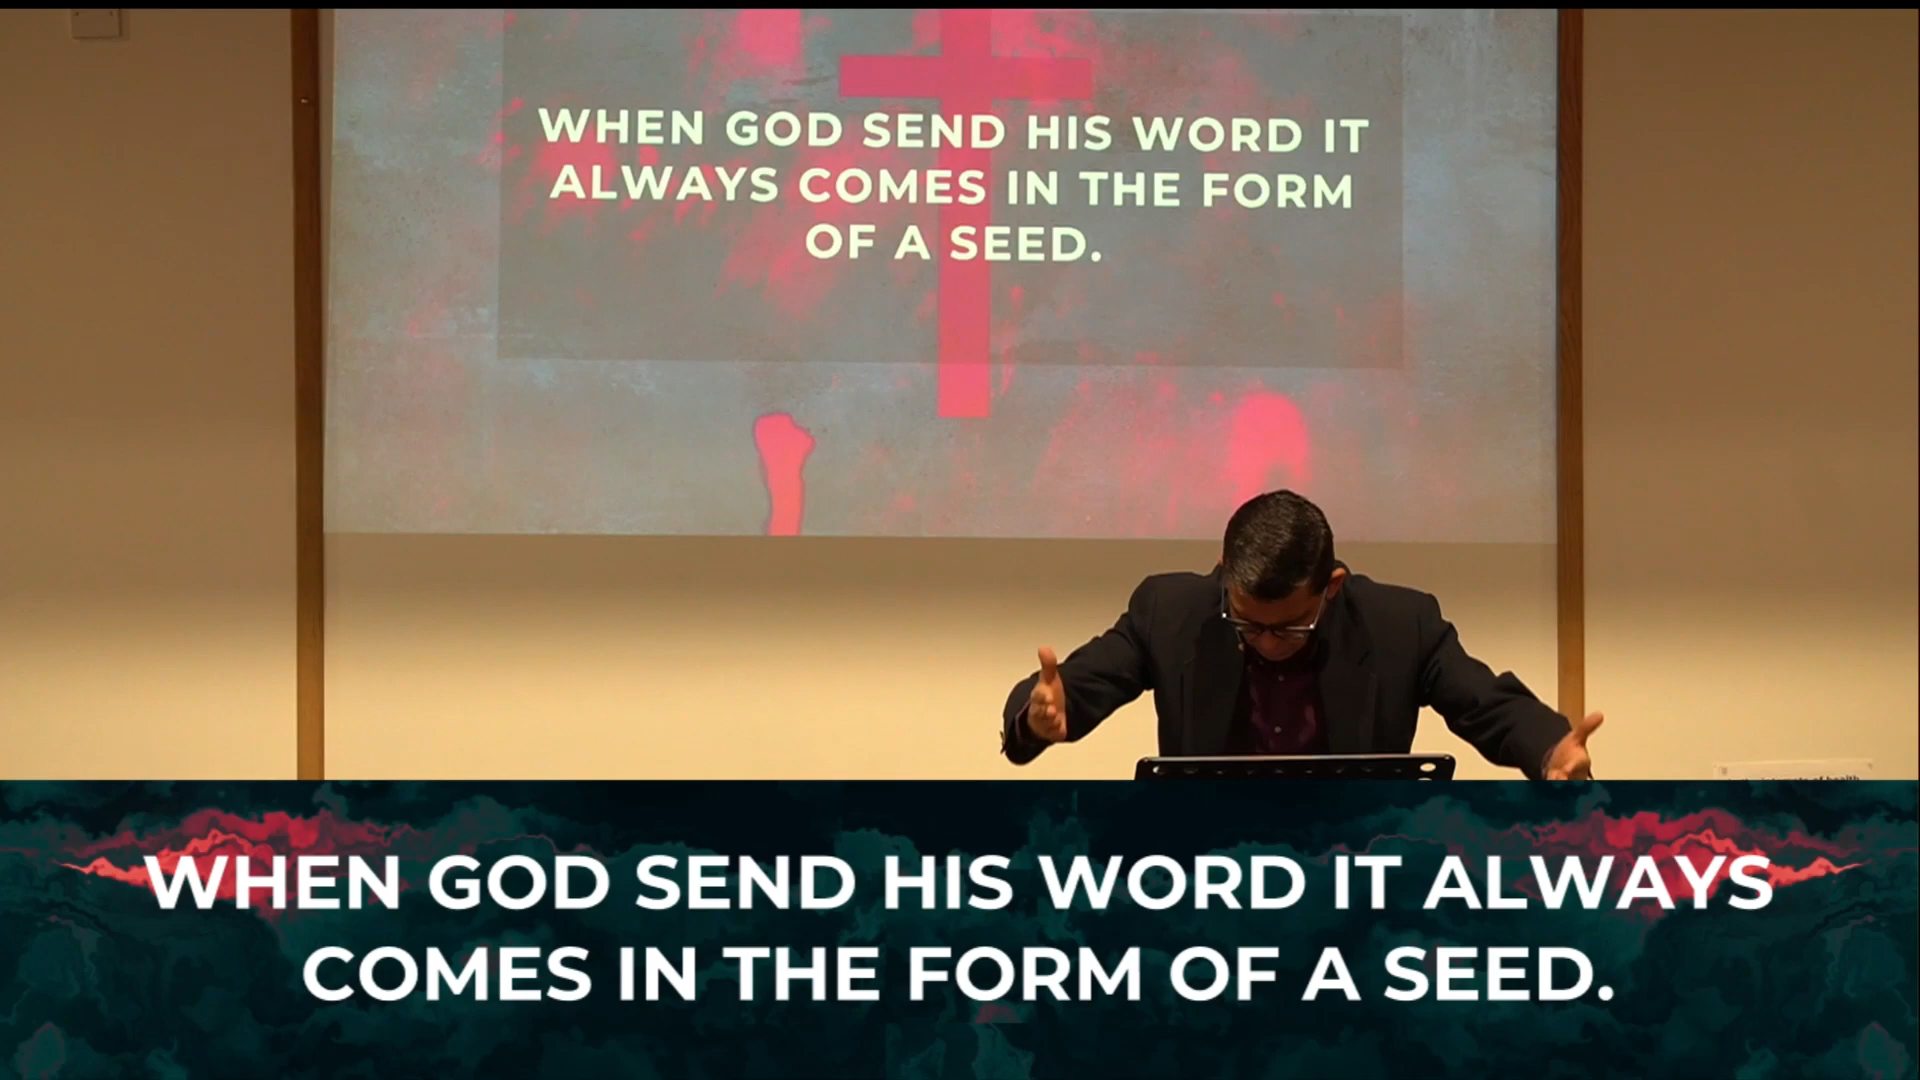 WHEN GOD SEND HIS WORD IT
ALWAYS COMES IN THE FORM
OF A SEED.
WHEN GOD SEND HIS WORD IT ALWAYS
COMES IN THE FORM OF A SEED.